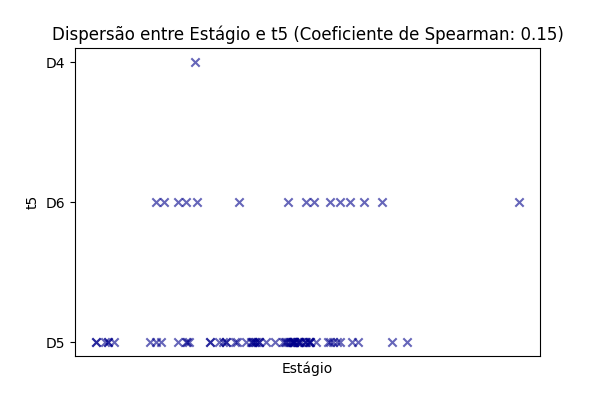 Dispersão entre Estágio e t5 (Coeficiente de Spearman: 0.15)
D4
t5
D6
D5
Estágio